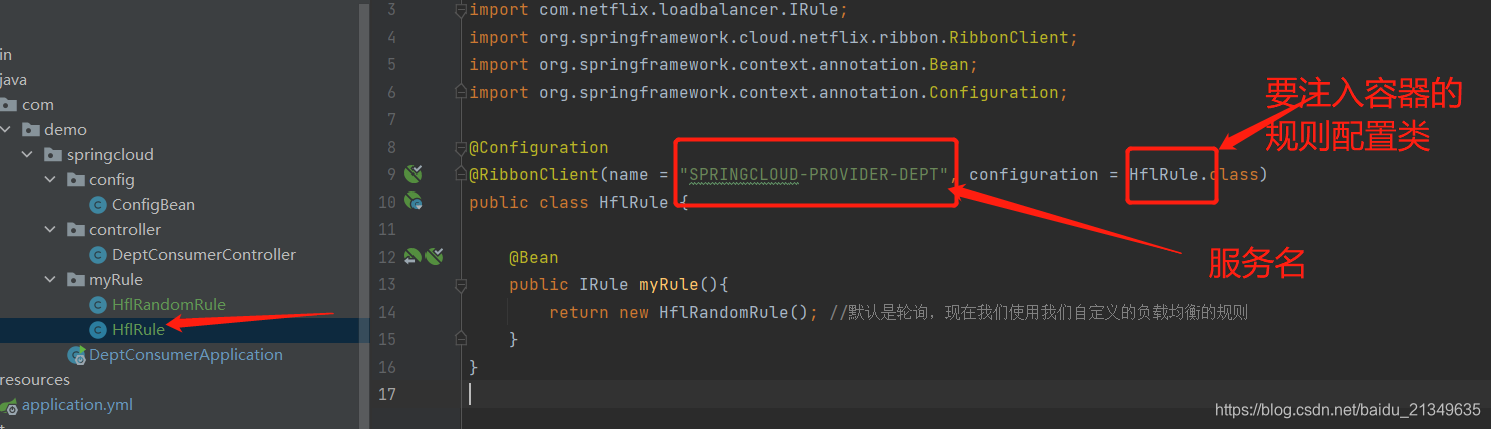 in
java
com
demo
springcloud
config
ConfigBean
controller
DeptConsumerController
myRule
HflRandomRule
HflRule
DeptConsumerApplication
resources
application.yml
3 import com.netflix.loadbalancer.IRule;
4 import org.springframework.cloud.netflix.ribbon.RibbonClient;
5 import org.springframework.context.annotation.Bean;
6 import org.springframework.context.annotation.Configuration;
7
8 @Configuration
9 @RibbonClient(name = "SPRINGCLOUD-PROVIDER-DEPT", configuration = HflRule.class)
10 public class HflRule {
11
12 @Bean
13 public IRule myRule(){
14 return new HflRandomRule(); //默认是轮询，现在我们使用我们自定义的负载均衡的规则
15 }
16 }
17
要注入容器的
规则配置类
服务名
https://blog.csdn.net/baidu_21349635